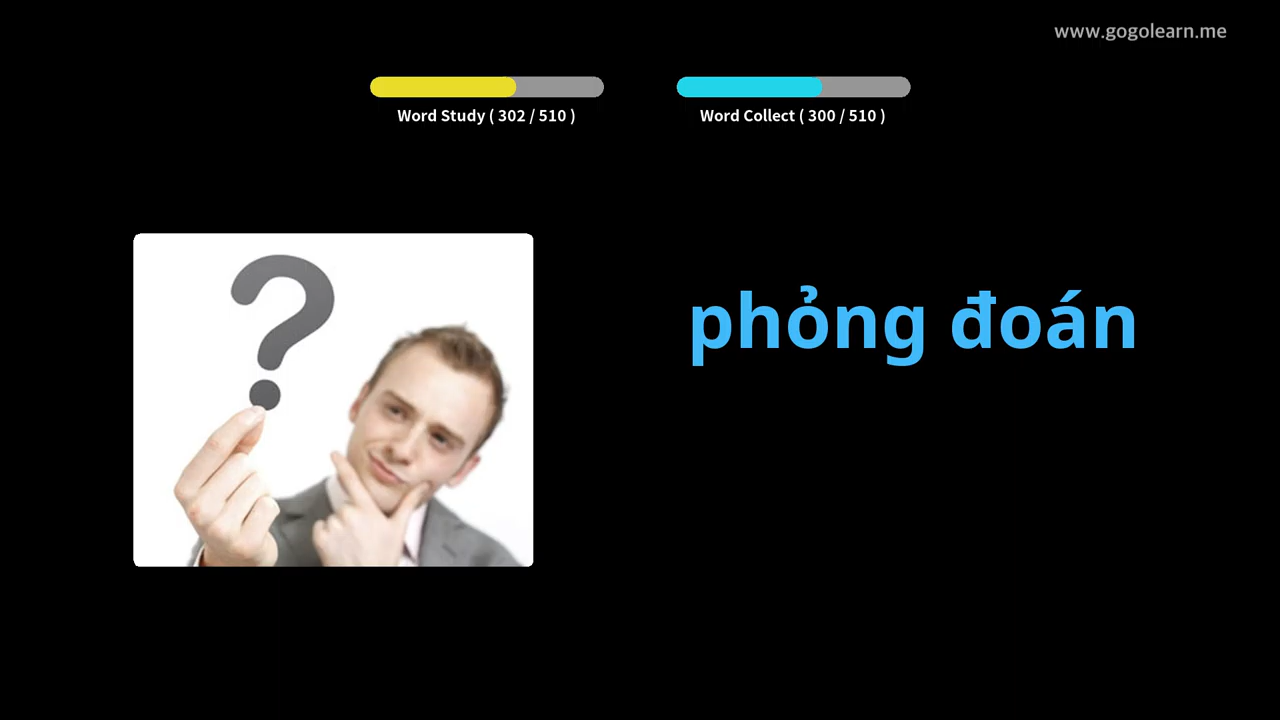 www.gogolearn.me
Word Study ( 302 / 510 )
Word Collect ( 300 / 510 )
phỏng đoán
?